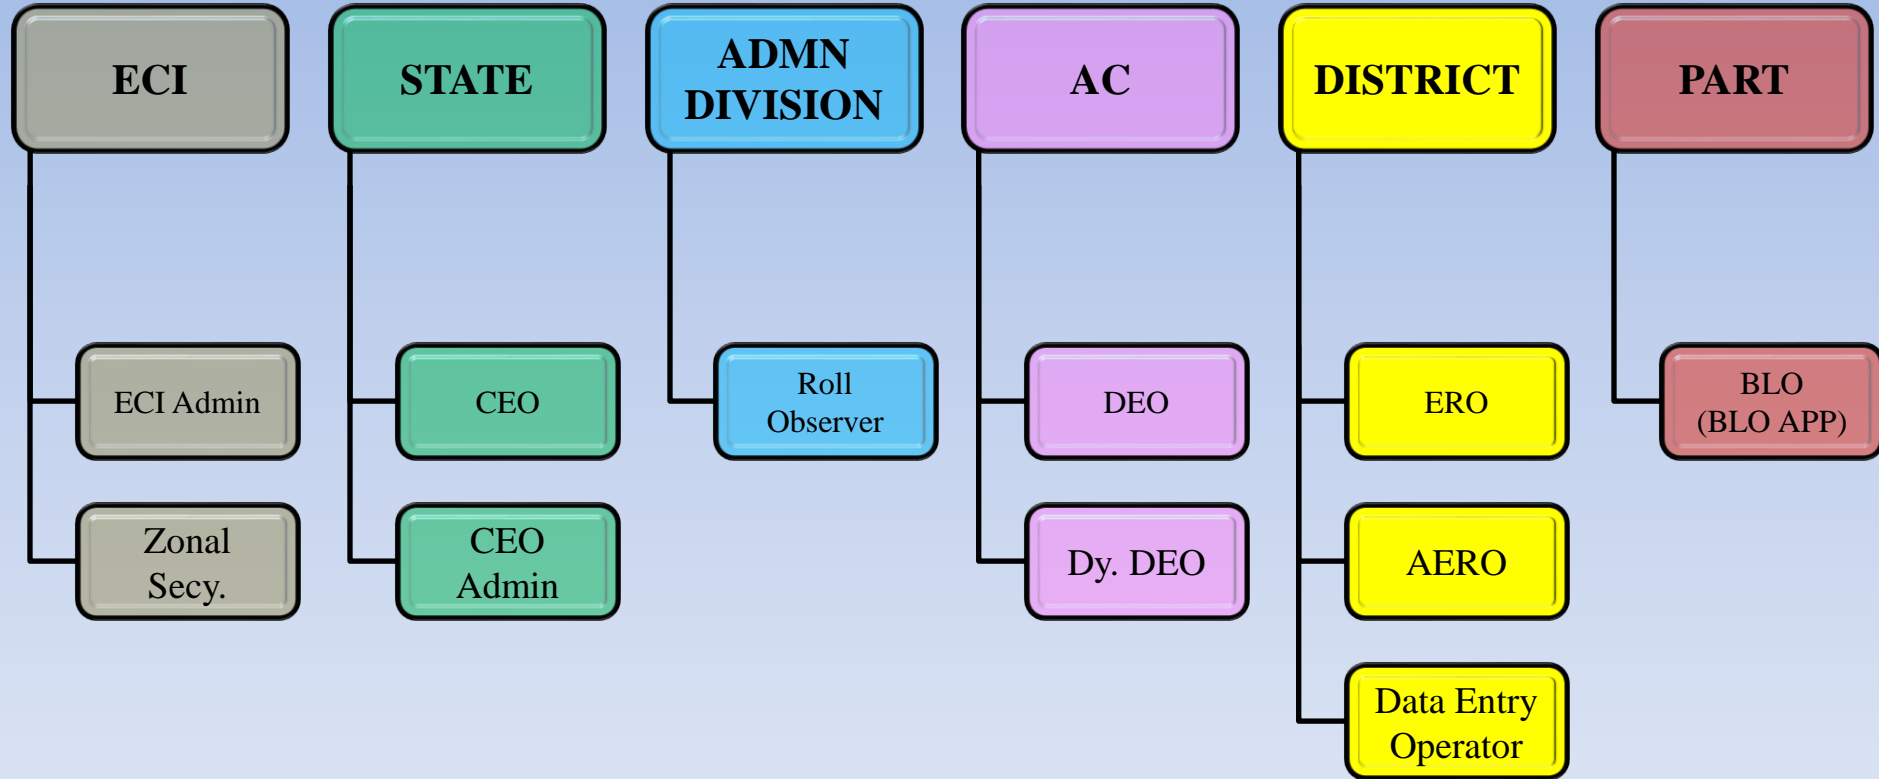 ECI
STATE
ADMN
DIVISION
AC
DISTRICT
PART
ECI Admin
CEO
Roll
Observer
DEO
ERO
BLO
(BLO APP)
Zonal
Secy.
CEO
Admin
Dy. DEO
AERO
Data Entry
Operator